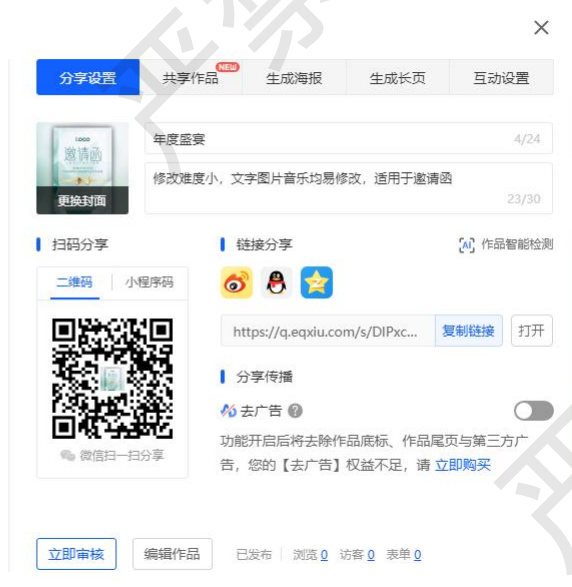 分享设置
共享作品
NEW
生成海报
生成长页
互动设置
LOGO
邀请函
更换封面
年度盛宴
4/24
修改难度小，文字图片音乐均易修改，适用于邀请函
23/30
扫码分享
二维码
小程序码
微信扫一扫分享
链接分享
[AI] 作品智能检测
https://q.eqxiu.com/s/DIPxc...
复制链接
打开
分享传播
去广告
功能开启后将去除作品底标、作品尾页与第三方广
告，您的【去广告】权益不足，请 立即购买
立即审核
编辑作品
已发布
浏览 0
访客 0
表单 0
严禁